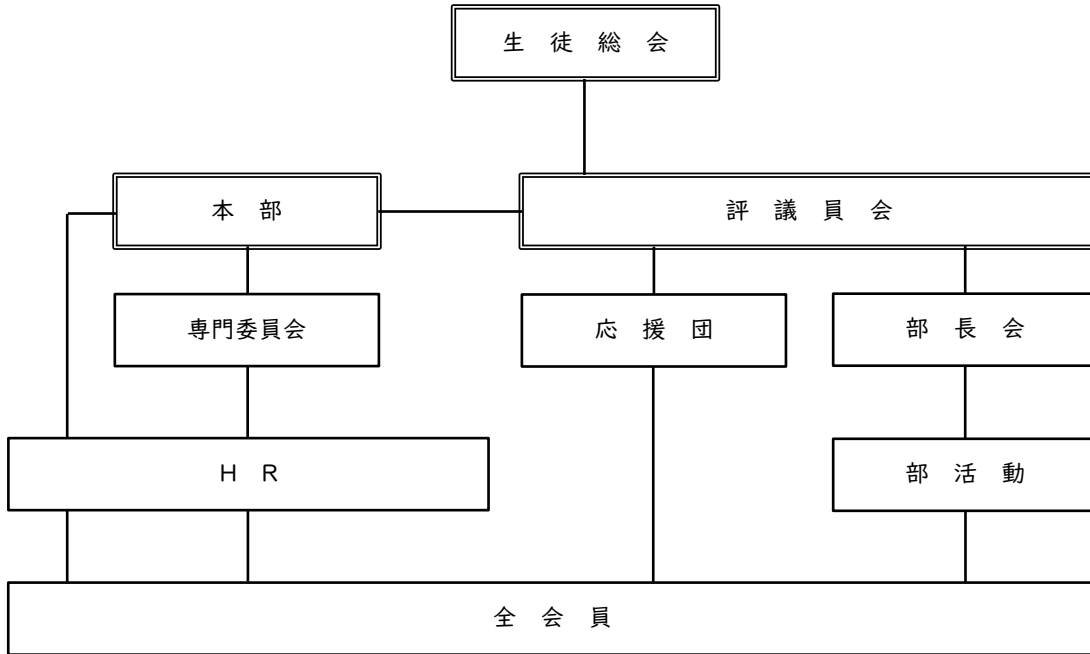 生　徒　総　会
本　部
評　議　員　会
専門委員会
応　援　団
部　長　会
Ｈ　Ｒ
部　活　動
全　会　員